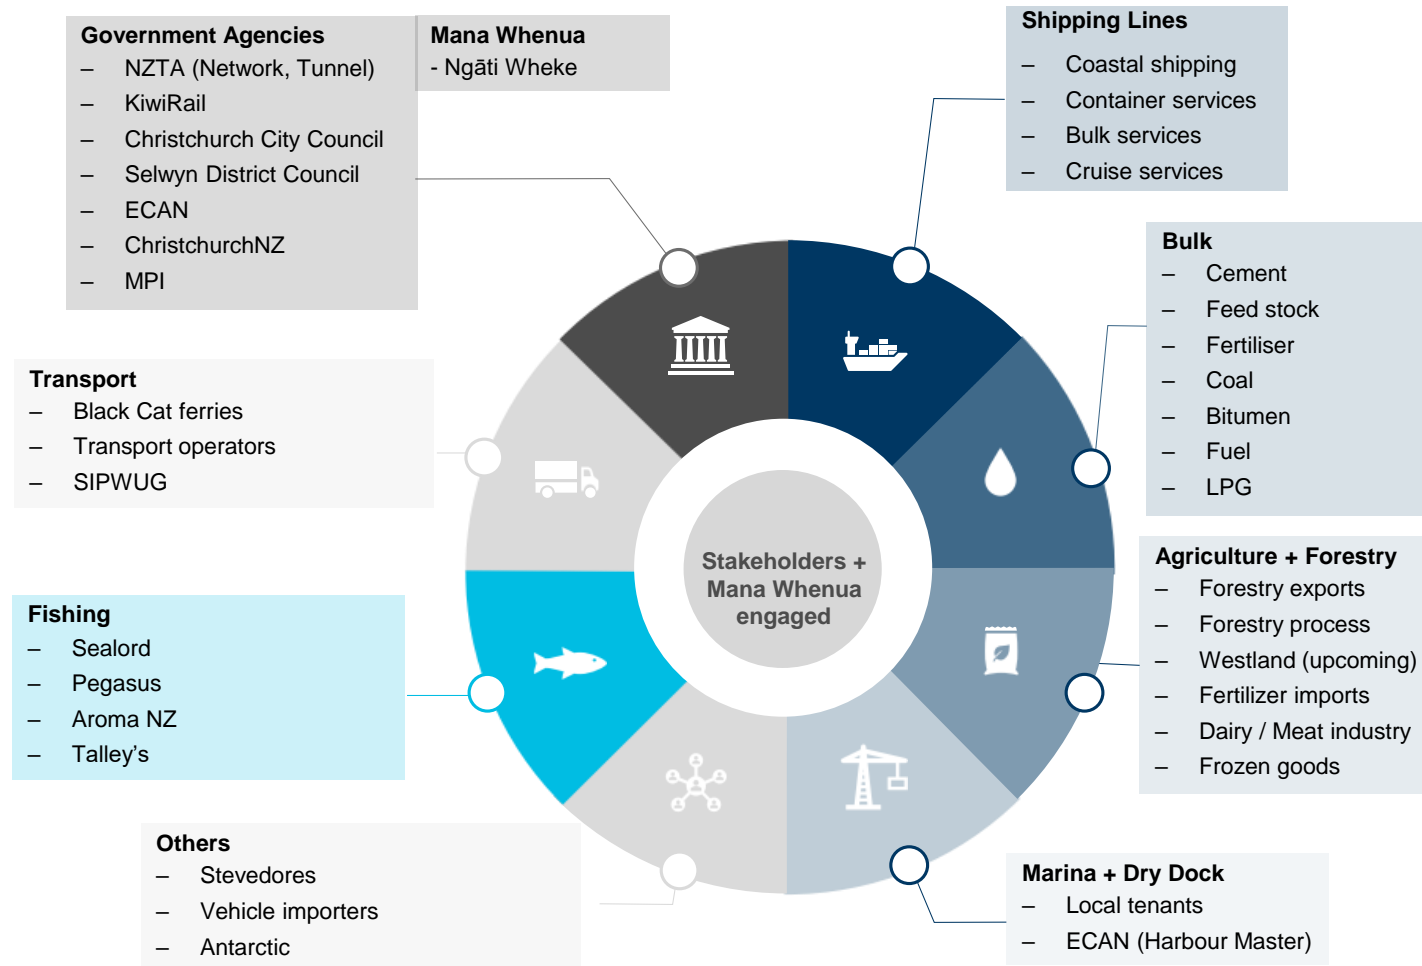 Government Agencies
– NZTA (Network, Tunnel)
– KiwiRail
– Christchurch City Council
– Selwyn District Council
– ECAN
– ChristchurchNZ
– MPI
Mana Whenua
- Ngāti Wheke
Shipping Lines
– Coastal shipping
– Container services
– Bulk services
– Cruise services
Bulk
– Cement
– Feed stock
– Fertiliser
– Coal
– Bitumen
– Fuel
– LPG
Transport
– Black Cat ferries
– Transport operators
– SIPWUG
Stakeholders +
Mana Whenua
engaged
Agriculture + Forestry
– Forestry exports
– Forestry process
– Westland (upcoming)
– Fertilizer imports
– Dairy / Meat industry
– Frozen goods
Fishing
– Sealord
– Pegasus
– Aroma NZ
– Talley’s
Others
– Stevedores
– Vehicle importers
– Antarctic
Marina + Dry Dock
– Local tenants
– ECAN (Harbour Master)